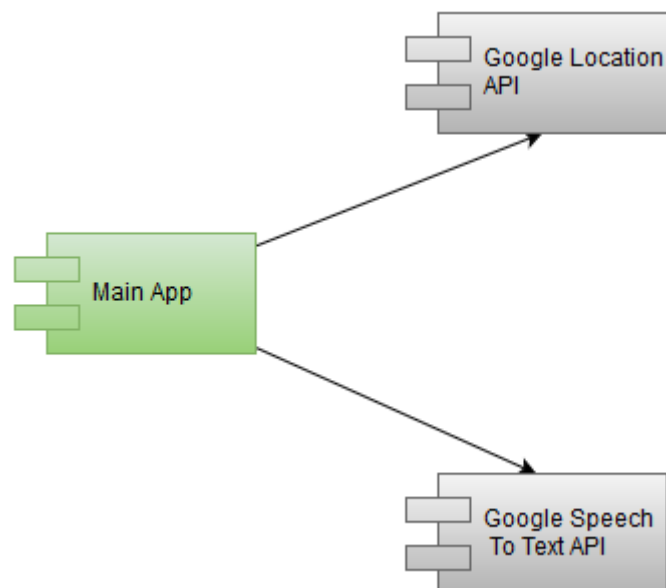 Google Location
API
Main App
Google Speech
To Text API